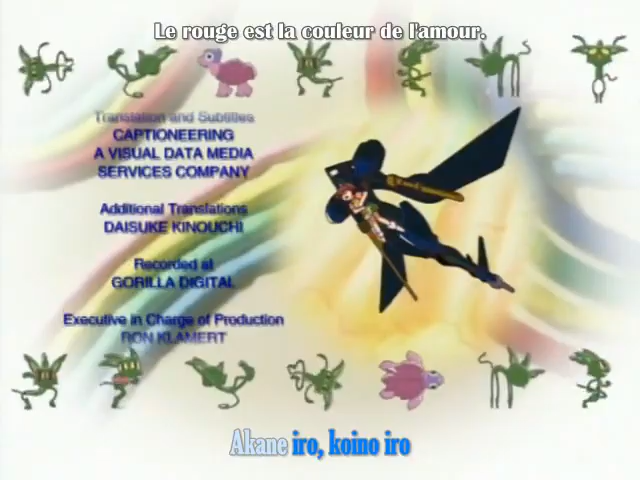 Le rouge est la couleur de l'amour.
Translation and Subtitles
CAPTIONEERING
A VISUAL DATA MEDIA
SERVICES COMPANY
Additional Translations
DAISUKE KINOUCHI
Recorded at
GORILLA DIGITAL
Executive in Charge of Production
RON KLAMERT
Akane iro, koino iro